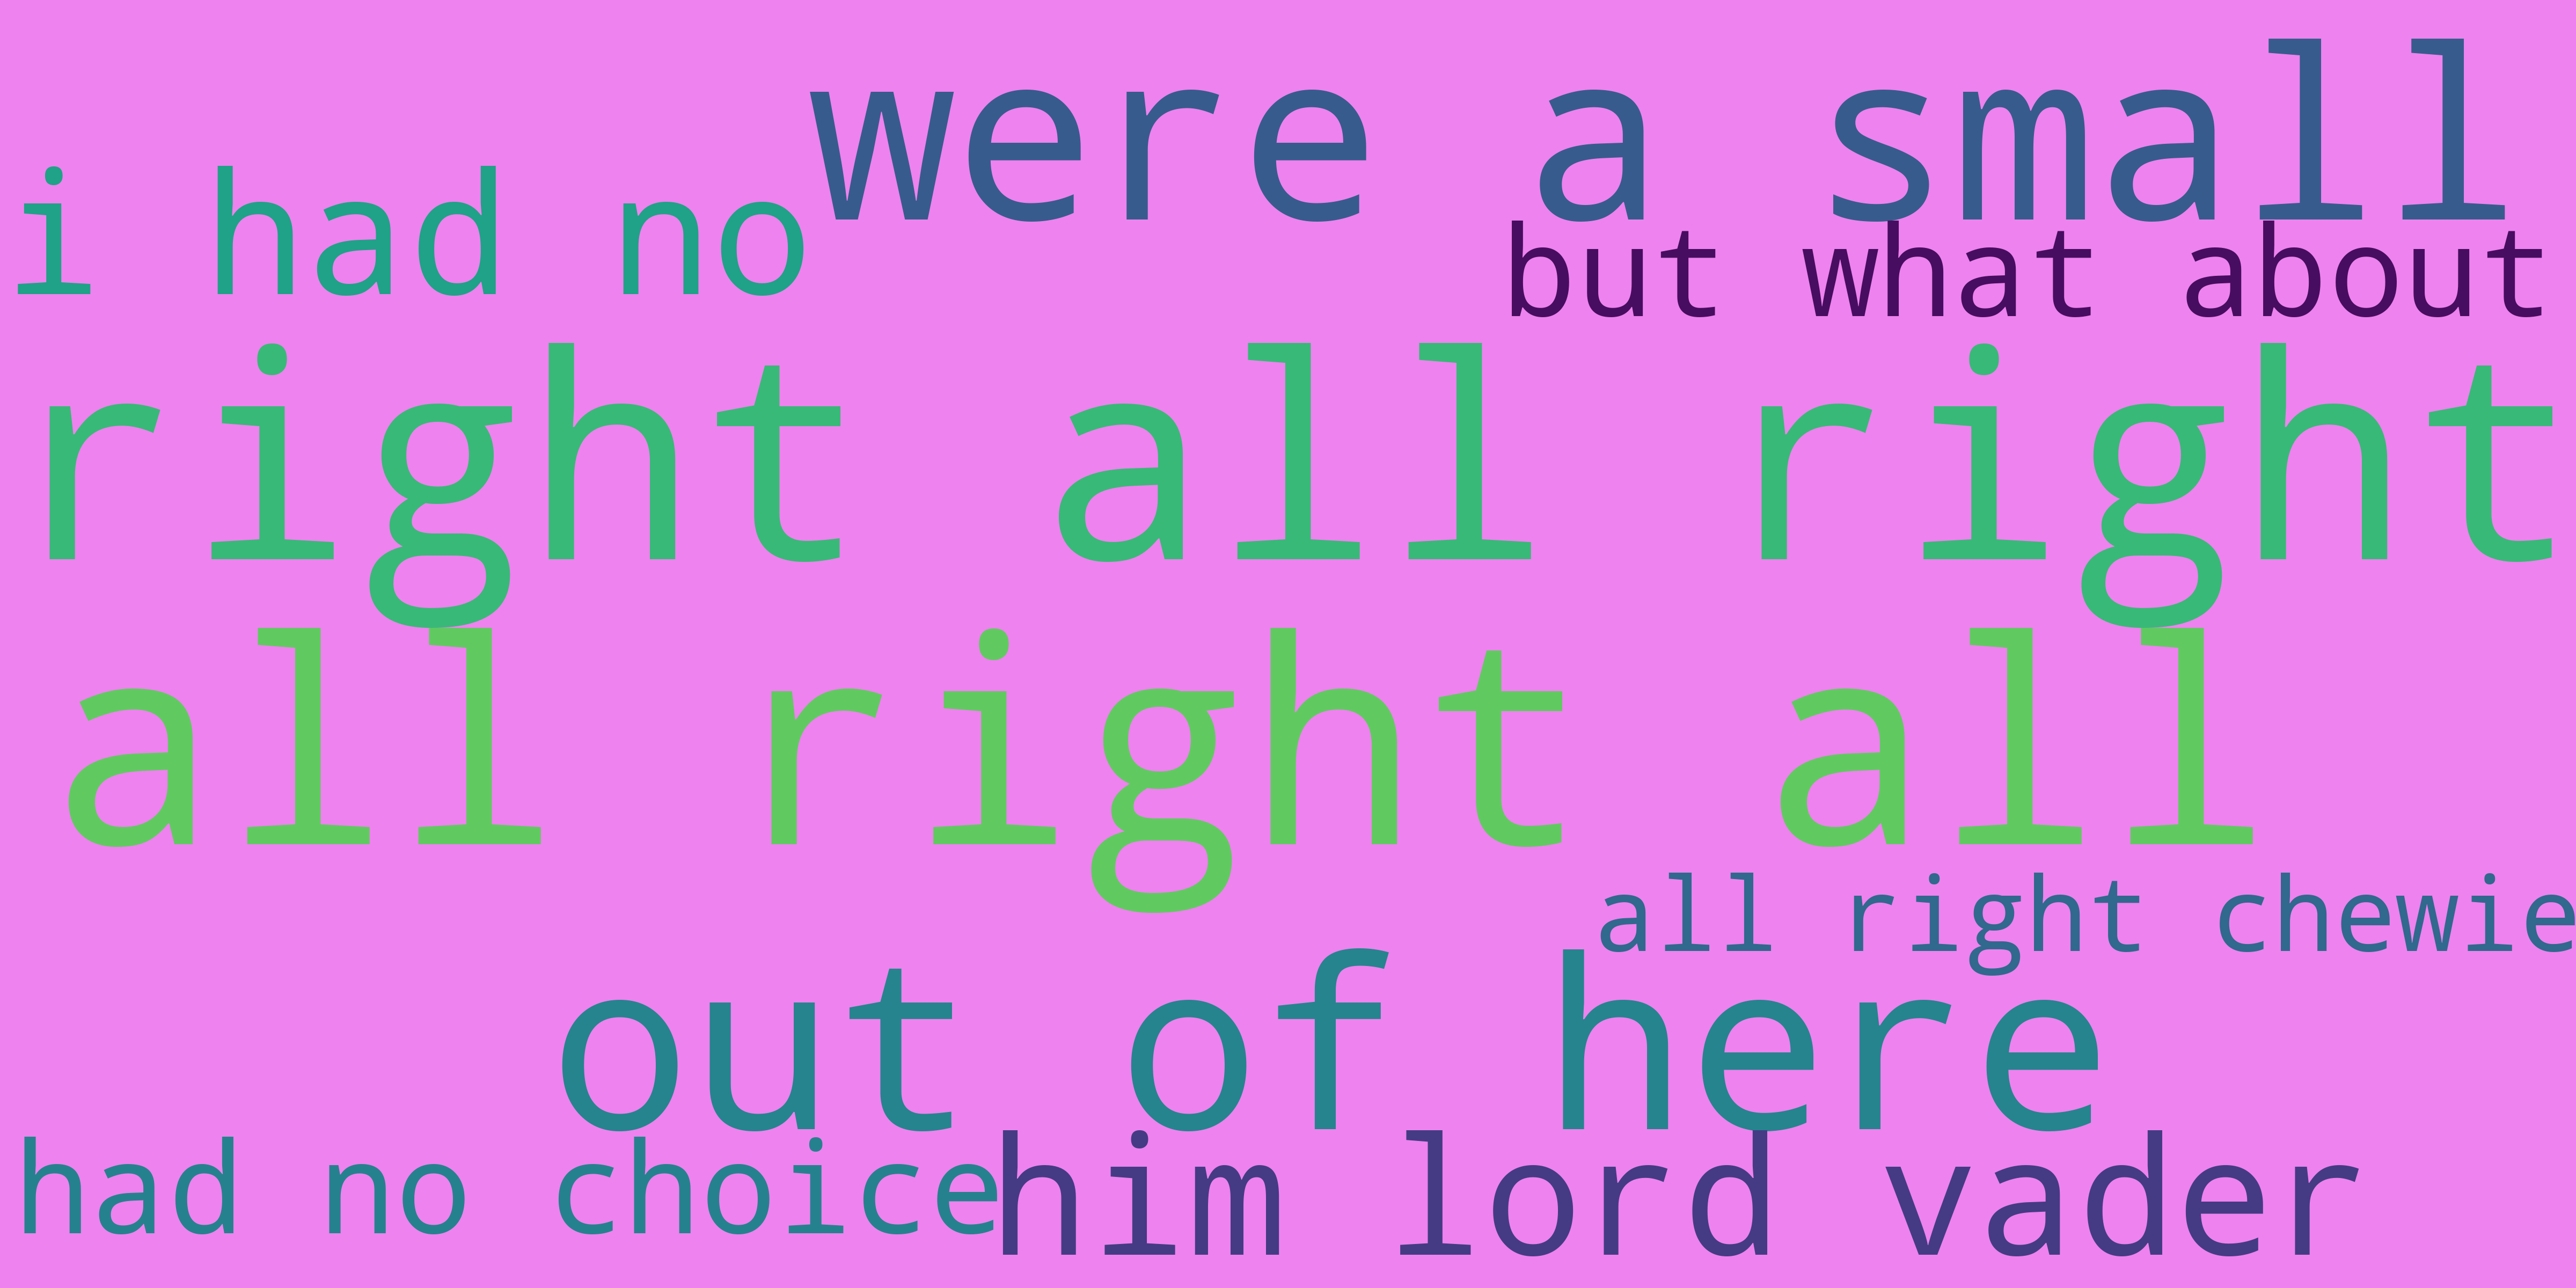 were a small
i had no
but what about
right all right
all right all
all right chewie
out of here
had no choice
him lord vader